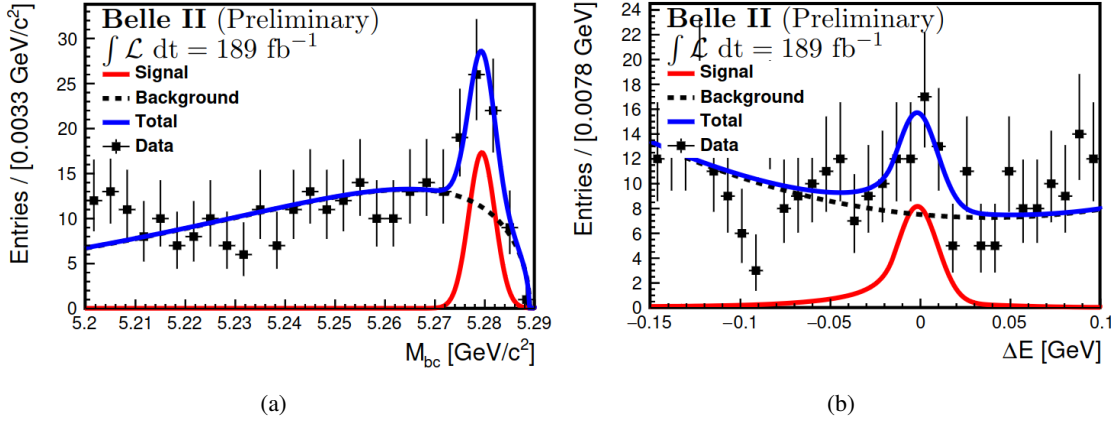 Belle II (Preliminary)
∫ ℒ dt = 189 fb⁻¹
Signal
Background
Total
Data
Entries / [0.0033 GeV/c²]
30
25
20
15
10
5
0
5.2 5.21 5.22 5.23 5.24 5.25 5.26 5.27 5.28 5.29
M_bc [GeV/c²]
(a)
Belle II (Preliminary)
∫ ℒ dt = 189 fb⁻¹
Signal
Background
Total
Data
Entries / [0.0078 GeV]
24
22
20
18
16
14
12
10
8
6
4
2
0
−0.15 −0.1 −0.05 0 0.05 0.1
ΔE [GeV]
(b)